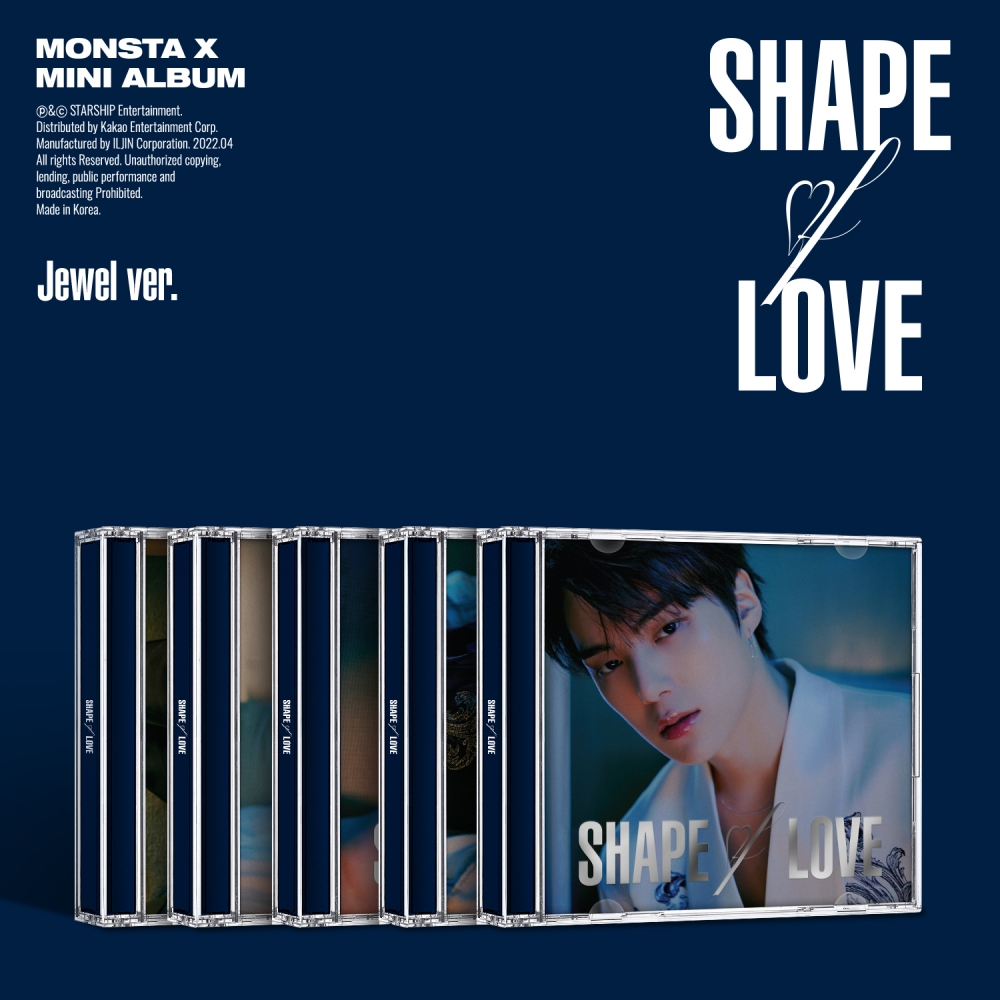 MONSTA X
MINI ALBUM
Ⓟ&Ⓒ STARSHIP Entertainment.
Distributed by Kakao Entertainment Corp.
Manufactured by ILJIN Corporation. 2022.04
All rights Reserved. Unauthorized copying,
lending, public performance and
broadcasting Prohibited.
Made in Korea.
Jewel ver.
SHAPE
of
LOVE
SHAPE of LOVE
SHAPE of LOVE
SHAPE of LOVE
SHAPE of LOVE
SHAPE of LOVE
SHAPE of LOVE